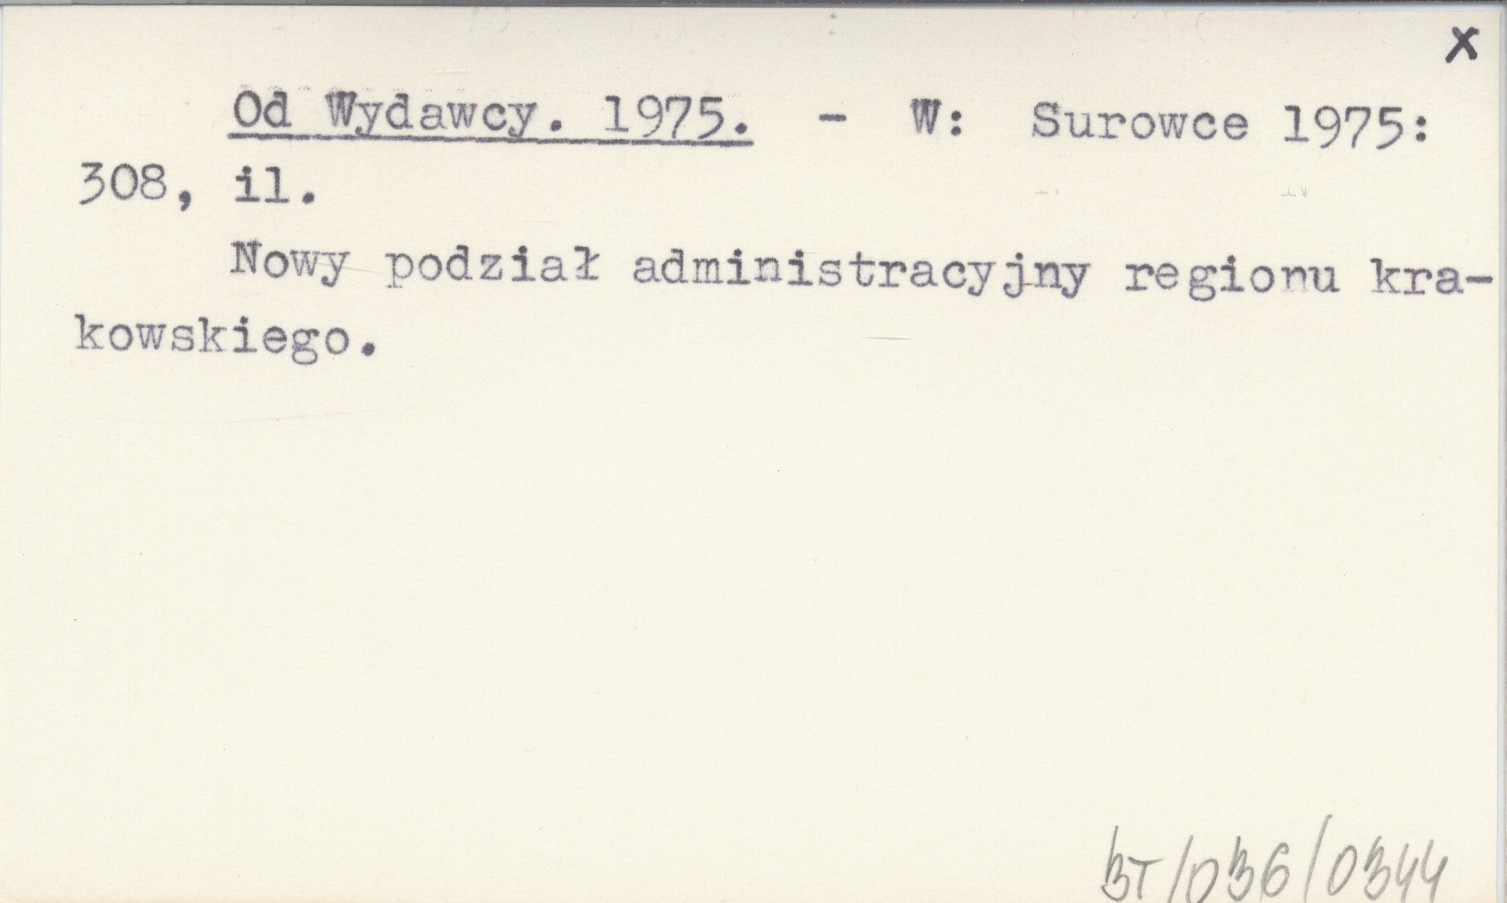 x
Od Wydawcy. 1975. - W: Surowce 1975:
308, il.
Nowy podział administracyjny regionu kra-
kowskiego.
BT/036/0344